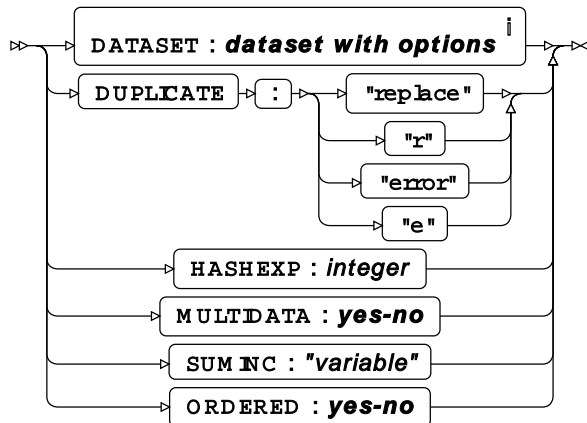 DATASET : dataset with options i
DUPLICATE : "replace"
"r"
"error"
"e"
HASHEXP : integer
MULTIDATA : yes-no
SUMINC : "variable"
ORDERED : yes-no